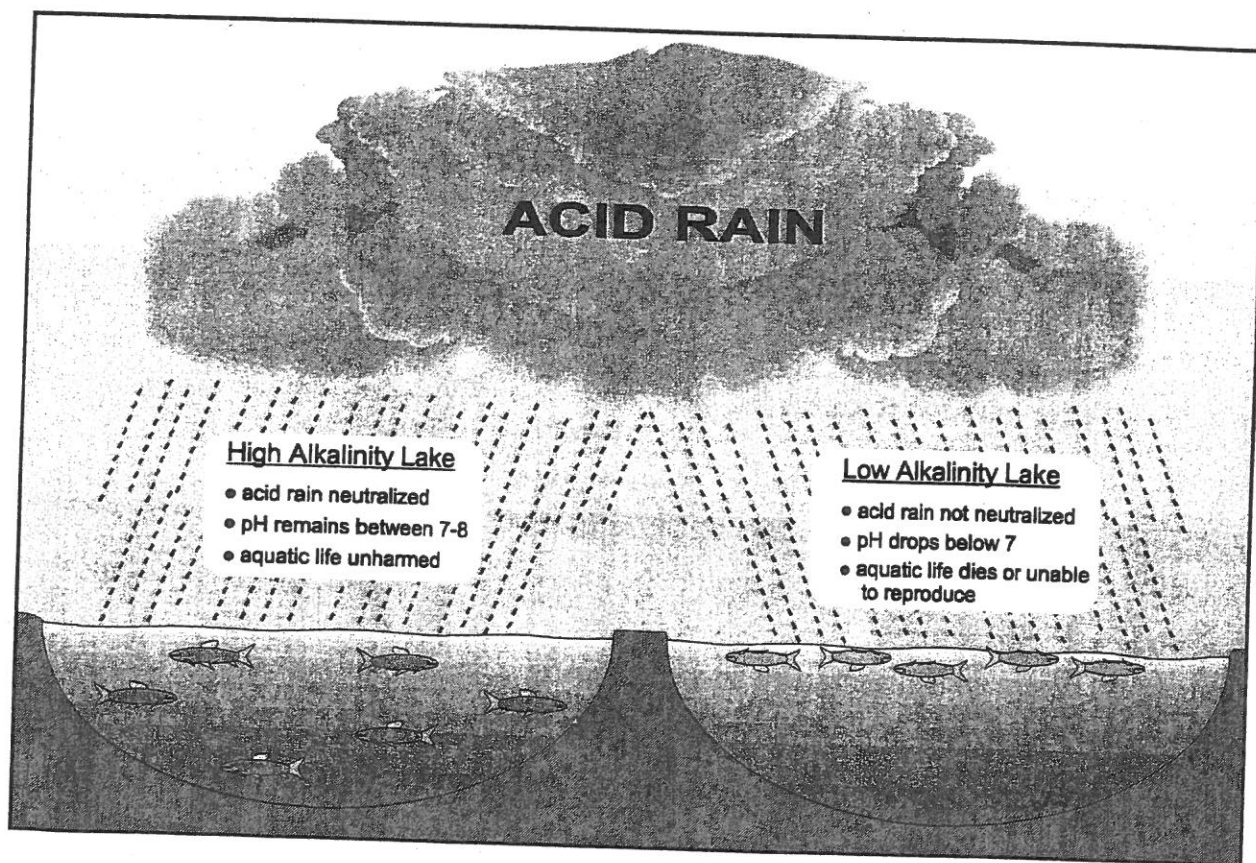 ACID RAIN
High Alkalinity Lake
• acid rain neutralized
• pH remains between 7-8
• aquatic life unharmed
Low Alkalinity Lake
• acid rain not neutralized
• pH drops below 7
• aquatic life dies or unable
to reproduce